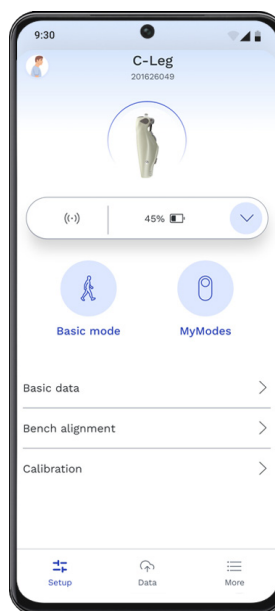 9:30
C-Leg
201626049
45%
Basic mode
MyModes
Basic data
Bench alignment
Calibration
Setup
Data
More